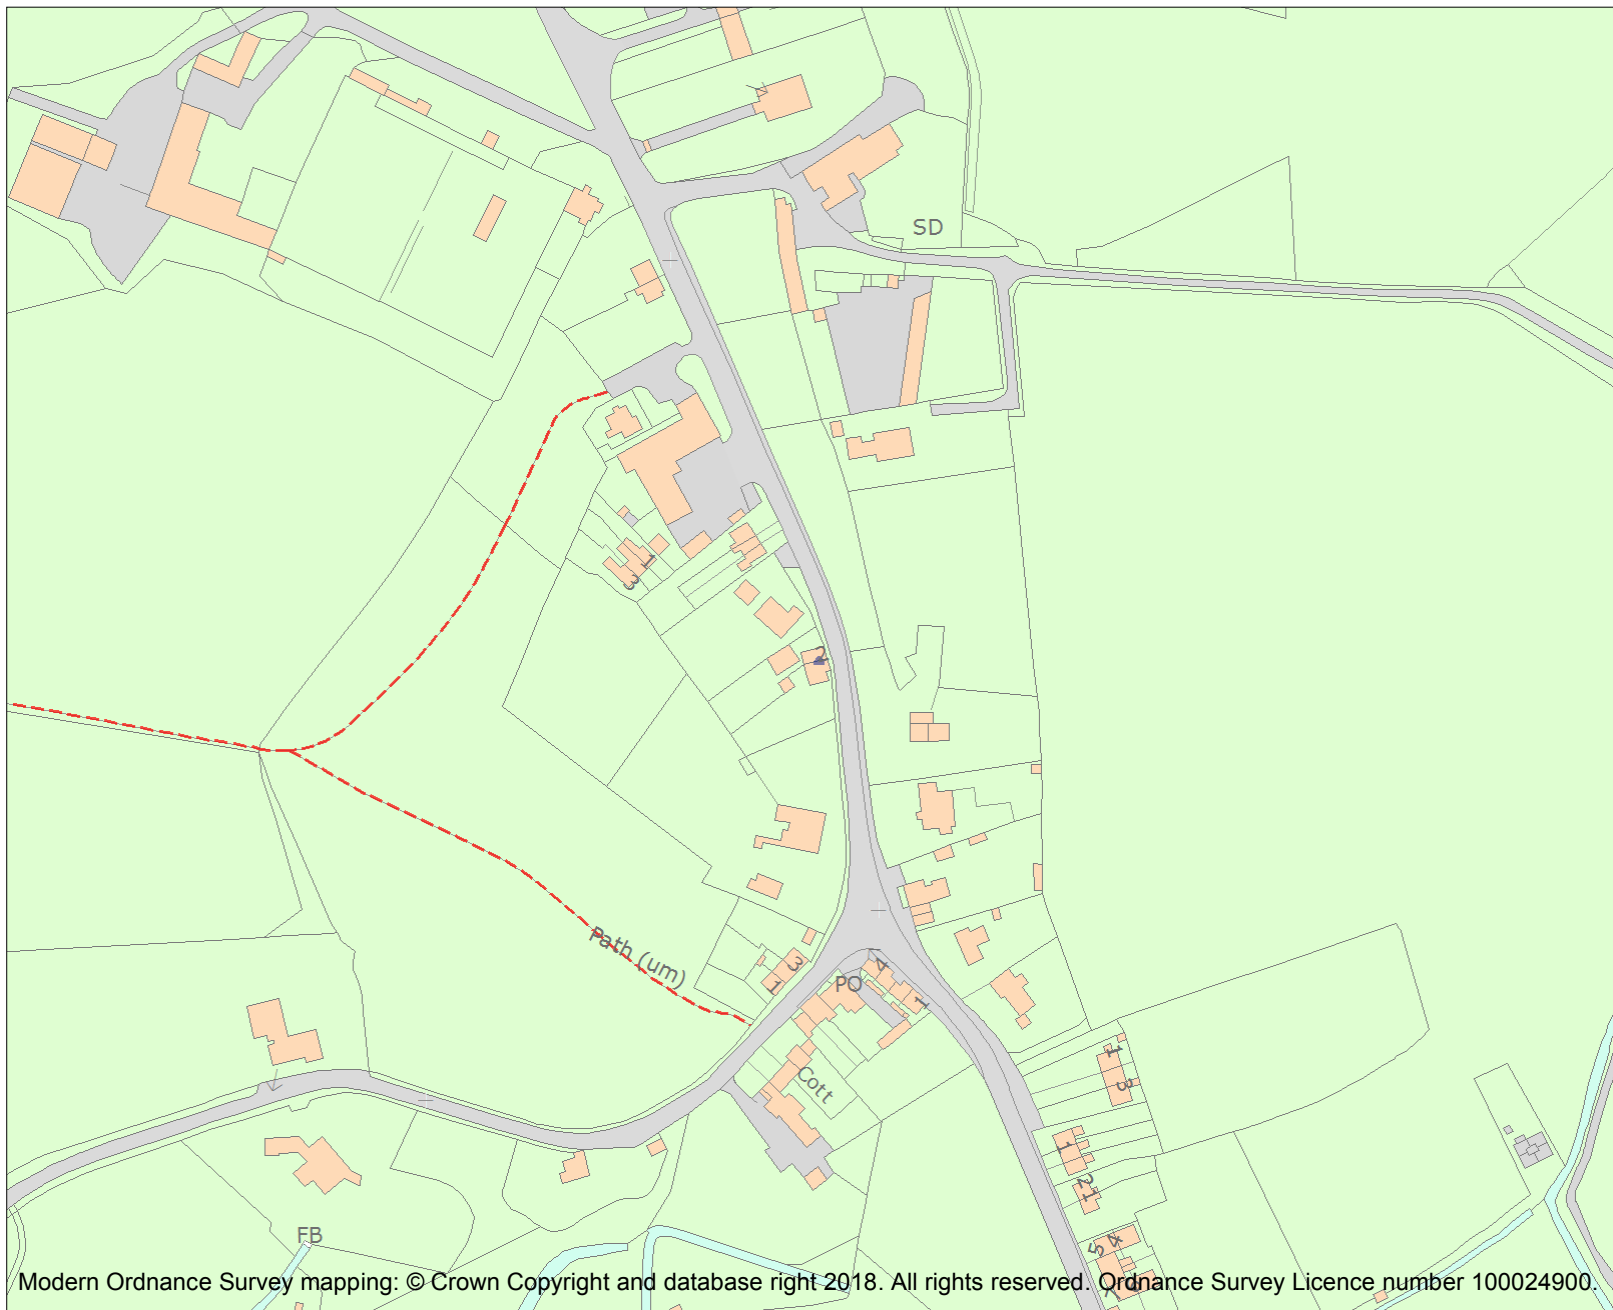 SD
1
3
2
Path (um)
3
1
PO
4
1
Cott
1
3
1
21
FB
5
4
7
Modern Ordnance Survey mapping: © Crown Copyright and database right 2018. All rights reserved. Ordnance Survey Licence number 100024900.